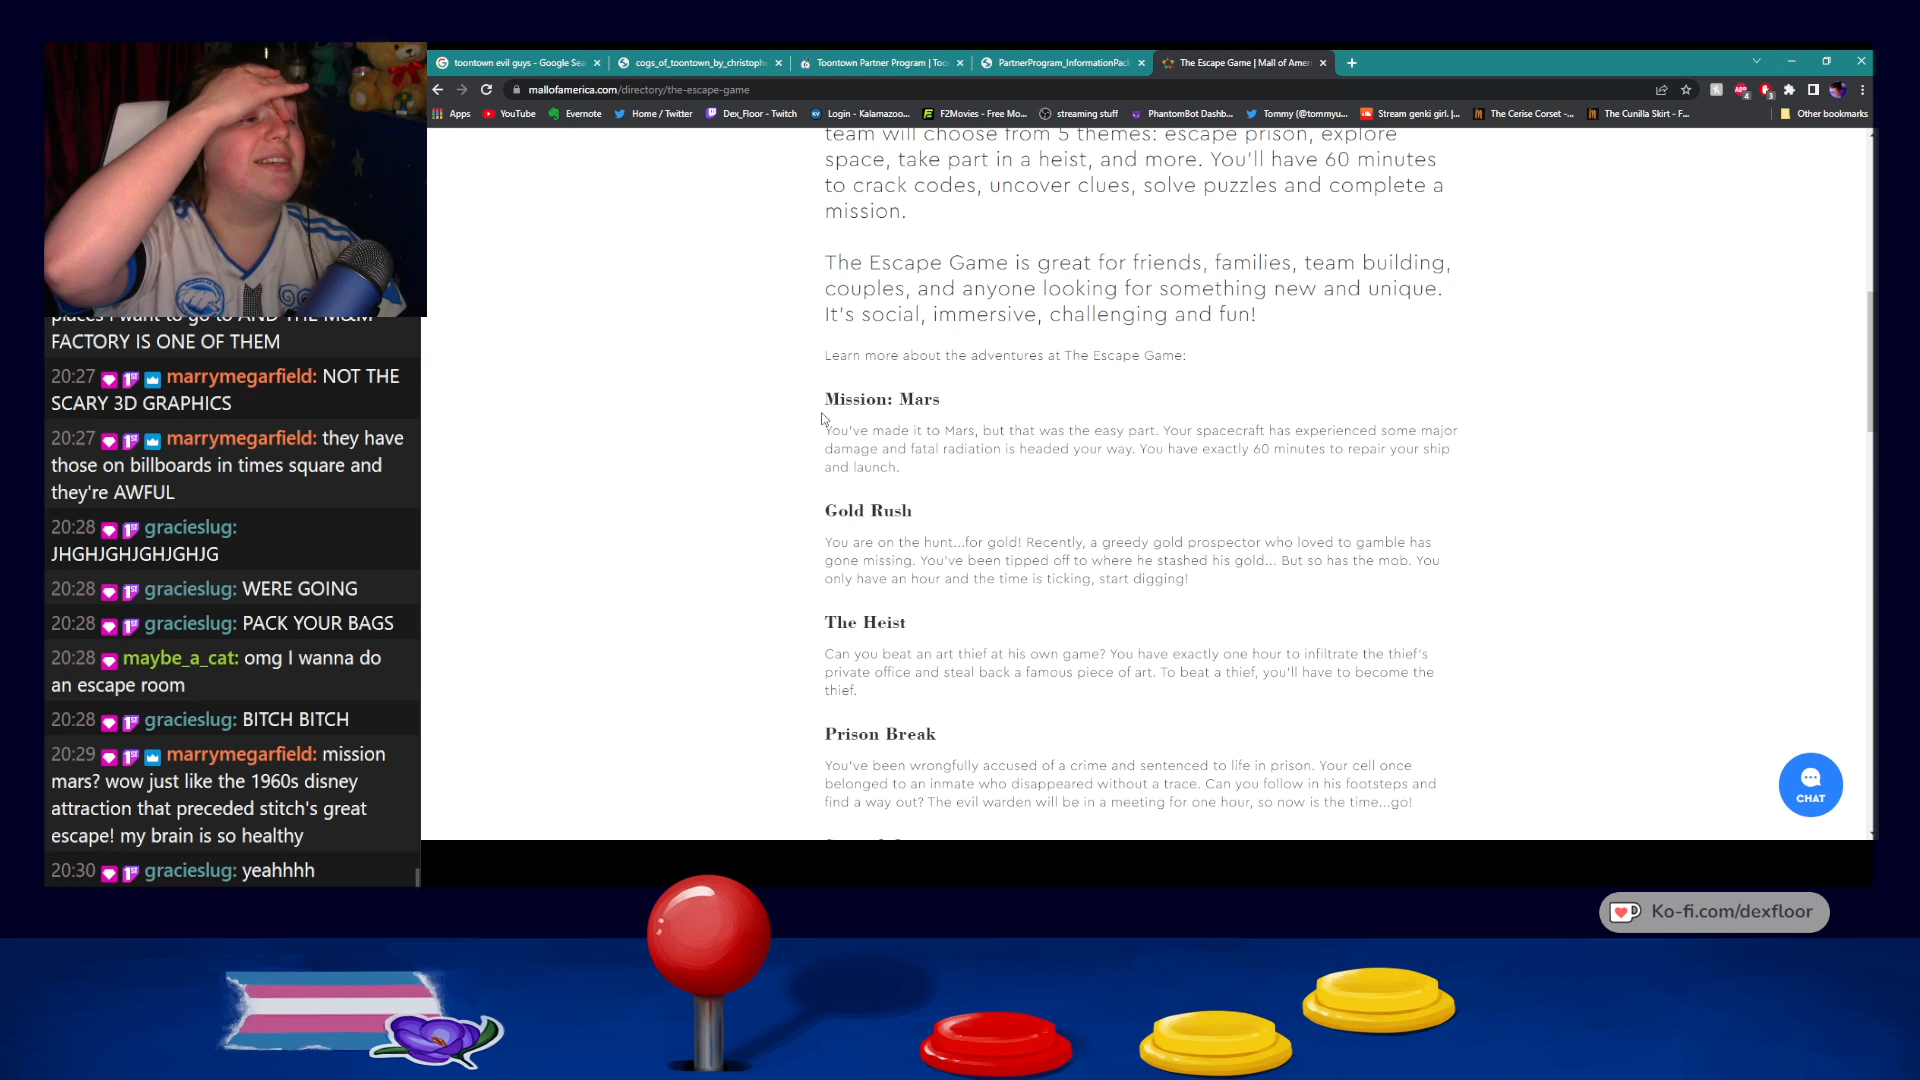 toontown evil guys - Google Sea
cogs_of_toontown_by_christophe
Toontown Partner Program | Too
PartnerProgram_InformationPac
The Escape Game | Mall of Amer
mallofamerica.com/directory/the-escape-game
Apps
YouTube
Evernote
Home / Twitter
Dex_Floor - Twitch
Login - Kalamazoo...
F2Movies - Free Mo...
streaming stuff
PhantomBot Dashb...
Tommy (@tommyu...
Stream genki girl. |...
The Cerise Corset -...
The Cunilla Skirt - F...
Other bookmarks
team will choose from 5 themes: escape prison, explore
space, take part in a heist, and more. You'll have 60 minutes
to crack codes, uncover clues, solve puzzles and complete a
mission.
The Escape Game is great for friends, families, team building,
couples, and anyone looking for something new and unique.
It's social, immersive, challenging and fun!
Learn more about the adventures at The Escape Game:
Mission: Mars
You've made it to Mars, but that was the easy part. Your spacecraft has experienced some major
damage and fatal radiation is headed your way. You have exactly 60 minutes to repair your ship
and launch.
Gold Rush
You are on the hunt...for gold! Recently, a greedy gold prospector who loved to gamble has
gone missing. You've been tipped off to where he stashed his gold... But so has the mob. You
only have an hour and the time is ticking, start digging!
The Heist
Can you beat an art thief at his own game? You have exactly one hour to infiltrate the thief's
private office and steal back a famous piece of art. To beat a thief, you'll have to become the
thief.
Prison Break
You've been wrongfully accused of a crime and sentenced to life in prison. Your cell once
belonged to an inmate who disappeared without a trace. Can you follow in his footsteps and
find a way out? The evil warden will be in a meeting for one hour, so now is the time...go!
CHAT
places I want to go to AND THE M&M
FACTORY IS ONE OF THEM
20:27 1ST marrymegarfield: NOT THE
SCARY 3D GRAPHICS
20:27 1ST marrymegarfield: they have
those on billboards in times square and
they're AWFUL
20:28 1ST gracieslug:
JHGHJGHJGHJGHJG
20:28 1ST gracieslug: WERE GOING
20:28 1ST gracieslug: PACK YOUR BAGS
20:28 maybe_a_cat: omg I wanna do
an escape room
20:28 1ST gracieslug: BITCH BITCH
20:29 1ST marrymegarfield: mission
mars? wow just like the 1960s disney
attraction that preceded stitch's great
escape! my brain is so healthy
20:30 1ST gracieslug: yeahhhh
Ko-fi.com/dexfloor